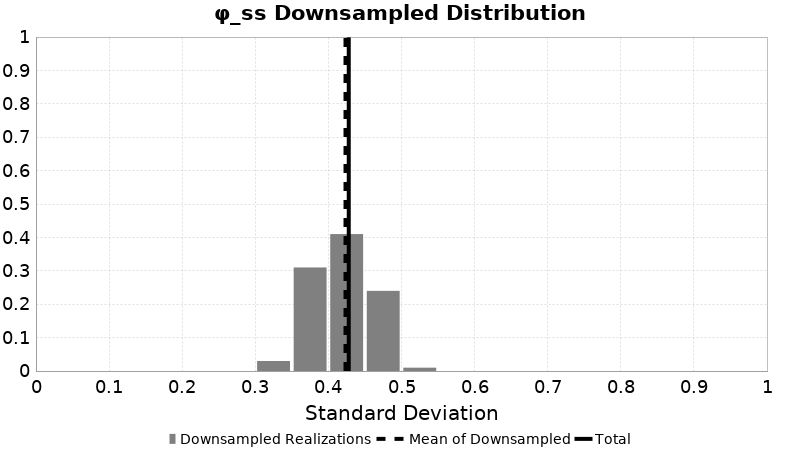 φ_ss Downsampled Distribution
1
0.9
0.8
0.7
0.6
0.5
0.4
0.3
0.2
0.1
0
0 0.1 0.2 0.3 0.4 0.5 0.6 0.7 0.8 0.9 1
Standard Deviation
Downsampled Realizations Mean of Downsampled Total